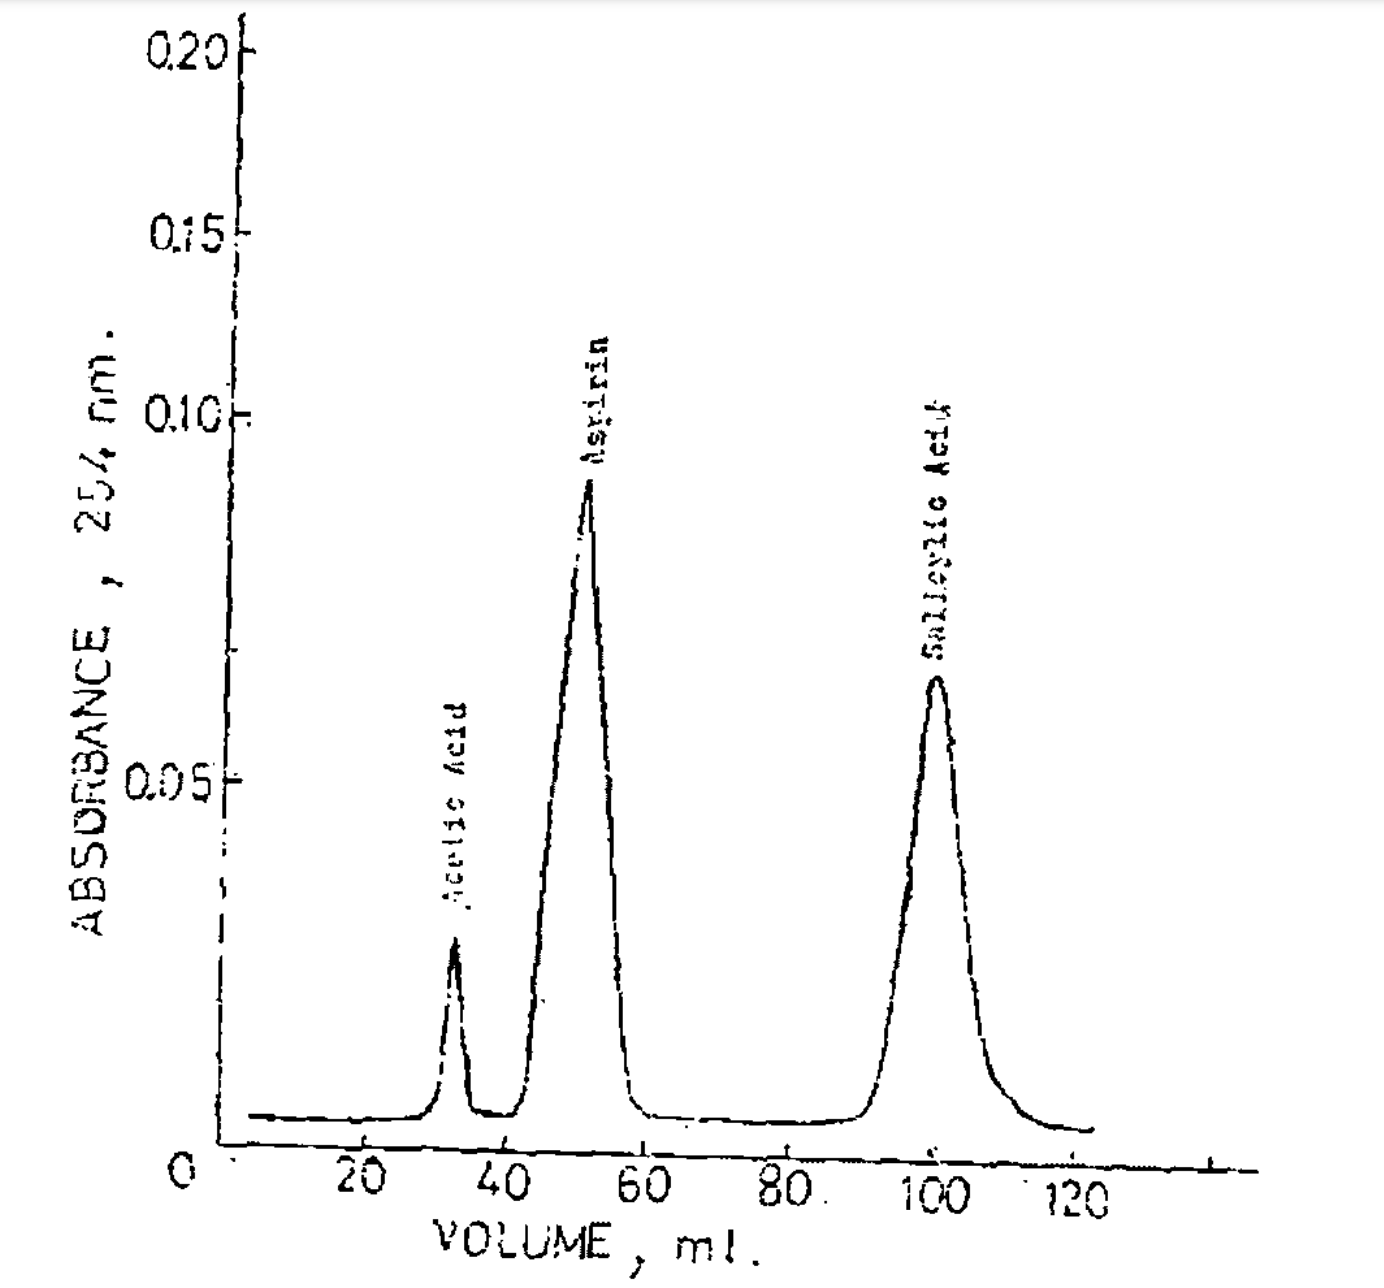 0.20
0.15
0.10
0.05
0
ABSORBANCE , 254 nm.
Acetic Acid
Aspirin
Salicylic Acid
20 40 60 80 100 120
VOLUME , ml.